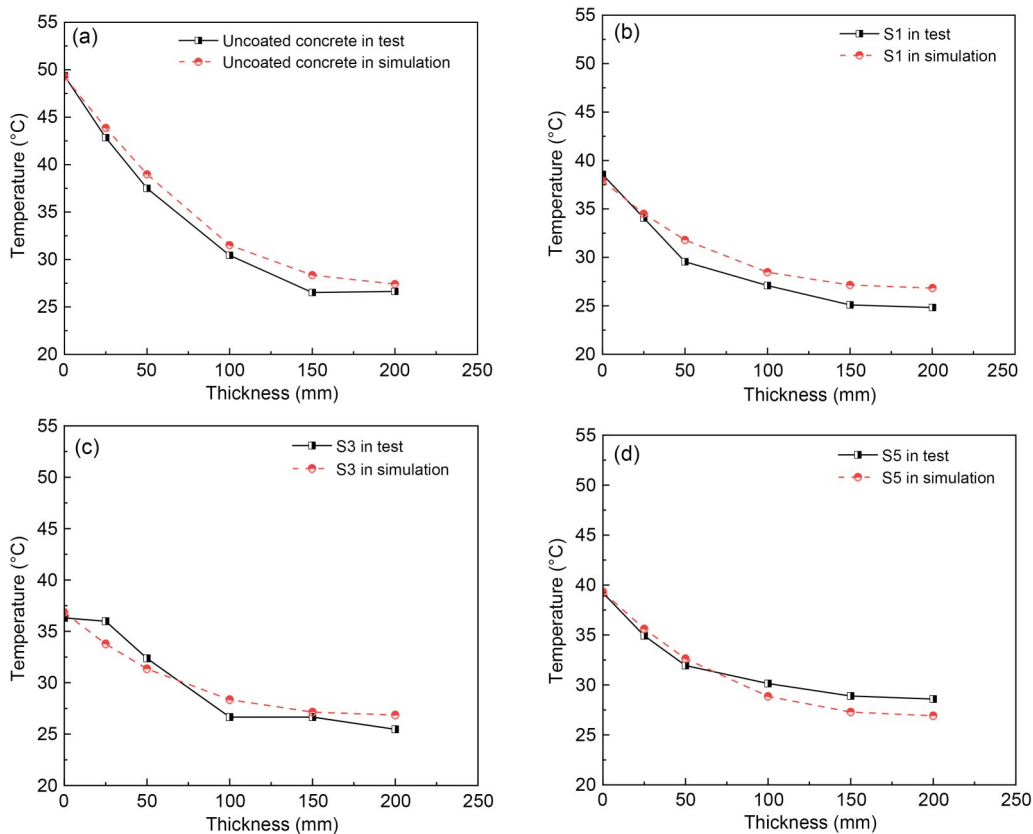 (a)
Uncoated concrete in test
Uncoated concrete in simulation
55
50
45
40
35
30
25
20
Temperature (°C)
0 50 100 150 200 250
Thickness (mm)
(b)
S1 in test
S1 in simulation
55
50
45
40
35
30
25
20
Temperature (°C)
0 50 100 150 200 250
Thickness (mm)
(c)
S3 in test
S3 in simulation
55
50
45
40
35
30
25
20
Temperature (°C)
0 50 100 150 200 250
Thickness (mm)
(d)
S5 in test
S5 in simulation
55
50
45
40
35
30
25
20
Temperature (°C)
0 50 100 150 200 250
Thickness (mm)